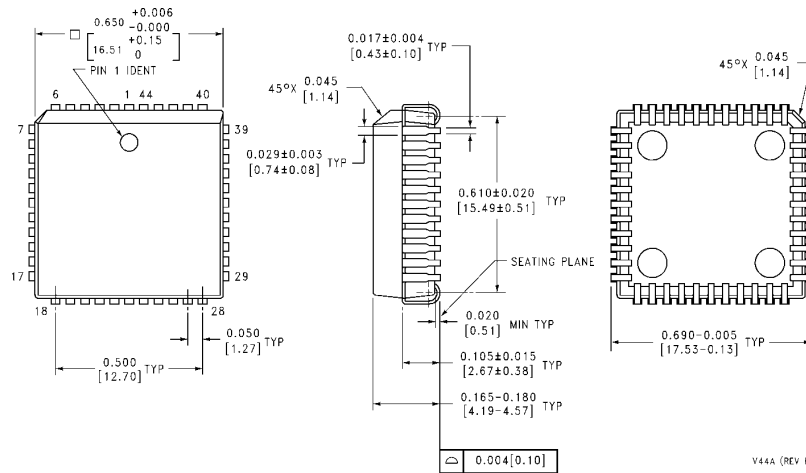 +0.006
0.650 -0.000
16.51 +0.15
0
PIN 1 IDENT
6 1 44 40
7 39
17 29
18 28
0.050
[1.27] TYP
0.500
[12.70] TYP
0.017±0.004
[0.43±0.10] TYP
45°X 0.045
[1.14]
0.029±0.003
[0.74±0.08] TYP
0.610±0.020
[15.49±0.51] TYP
SEATING PLANE
0.020
[0.51] MIN TYP
0.105±0.015
[2.67±0.38] TYP
0.165-0.180
[4.19-4.57] TYP
0.004[0.10]
45°X 0.045
[1.14]
0.690-0.005
[17.53-0.13] TYP
V44A (REV